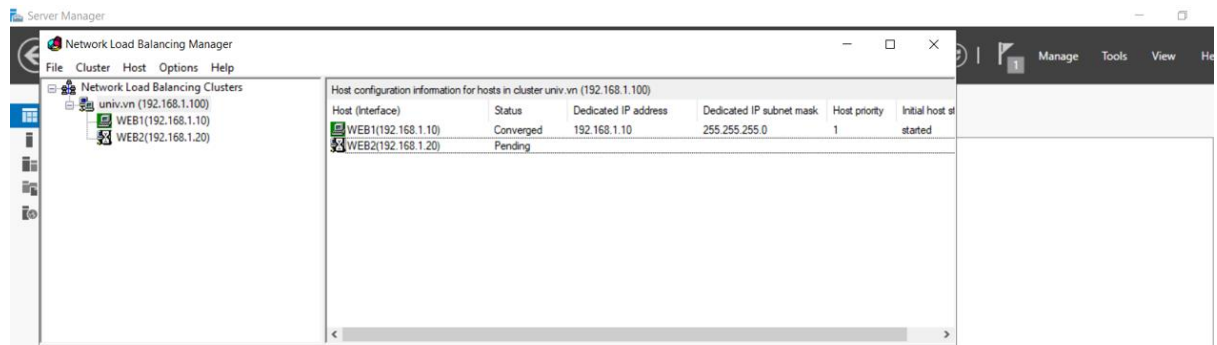 Server Manager
Network Load Balancing Manager
File Cluster Host Options Help
1 Manage Tools View He
Network Load Balancing Clusters
univ.vn (192.168.1.100)
WEB1(192.168.1.10)
WEB2(192.168.1.20)
Host configuration information for hosts in cluster univ.vn (192.168.1.100)
Host (Interface) Status Dedicated IP address Dedicated IP subnet mask Host priority Initial host st
WEB1(192.168.1.10) Converged 192.168.1.10 255.255.255.0 1 started
WEB2(192.168.1.20) Pending